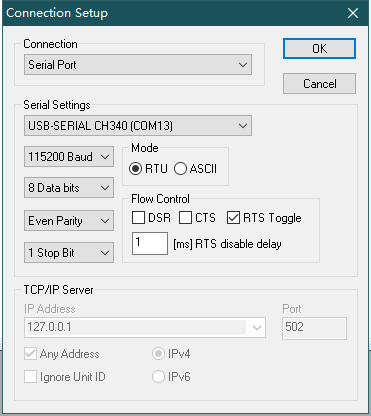 Connection Setup
Connection
Serial Port
OK
Cancel
Serial Settings
USB-SERIAL CH340 (COM13)
115200 Baud
Mode
RTU
ASCII
8 Data bits
Flow Control
DSR
CTS
RTS Toggle
Even Parity
1
[ms] RTS disable delay
1 Stop Bit
TCP/IP Server
IP Address
Port
127.0.0.1
502
Any Address
IPv4
Ignore Unit ID
IPv6